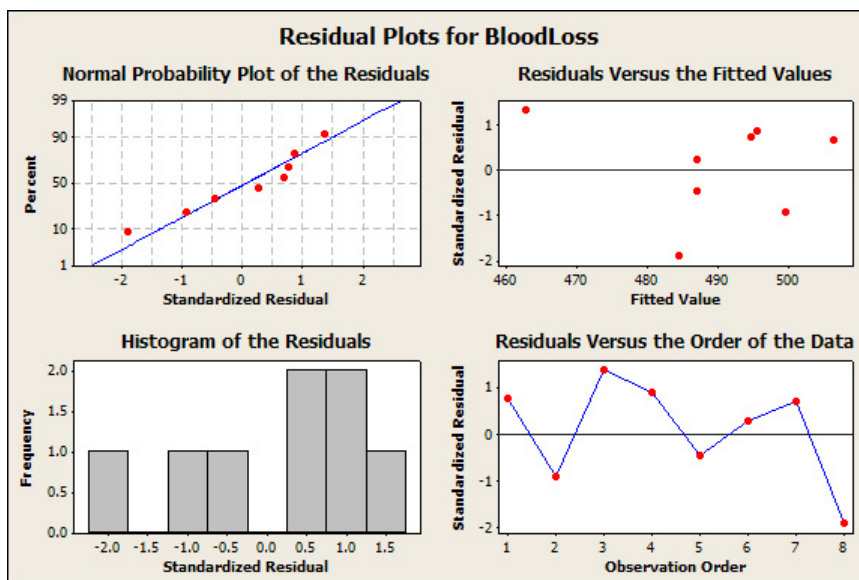 Residual Plots for BloodLoss
Normal Probability Plot of the Residuals
99
90
50
10
1
Percent
-2 -1 0 1 2
Standardized Residual
Residuals Versus the Fitted Values
1
0
-1
-2
Standardized Residual
460 470 480 490 500
Fitted Value
Histogram of the Residuals
2.0
1.5
1.0
0.5
0.0
Frequency
-2.0 -1.5 -1.0 -0.5 0.0 0.5 1.0 1.5
Standardized Residual
Residuals Versus the Order of the Data
1
0
-1
-2
Standardized Residual
1 2 3 4 5 6 7 8
Observation Order